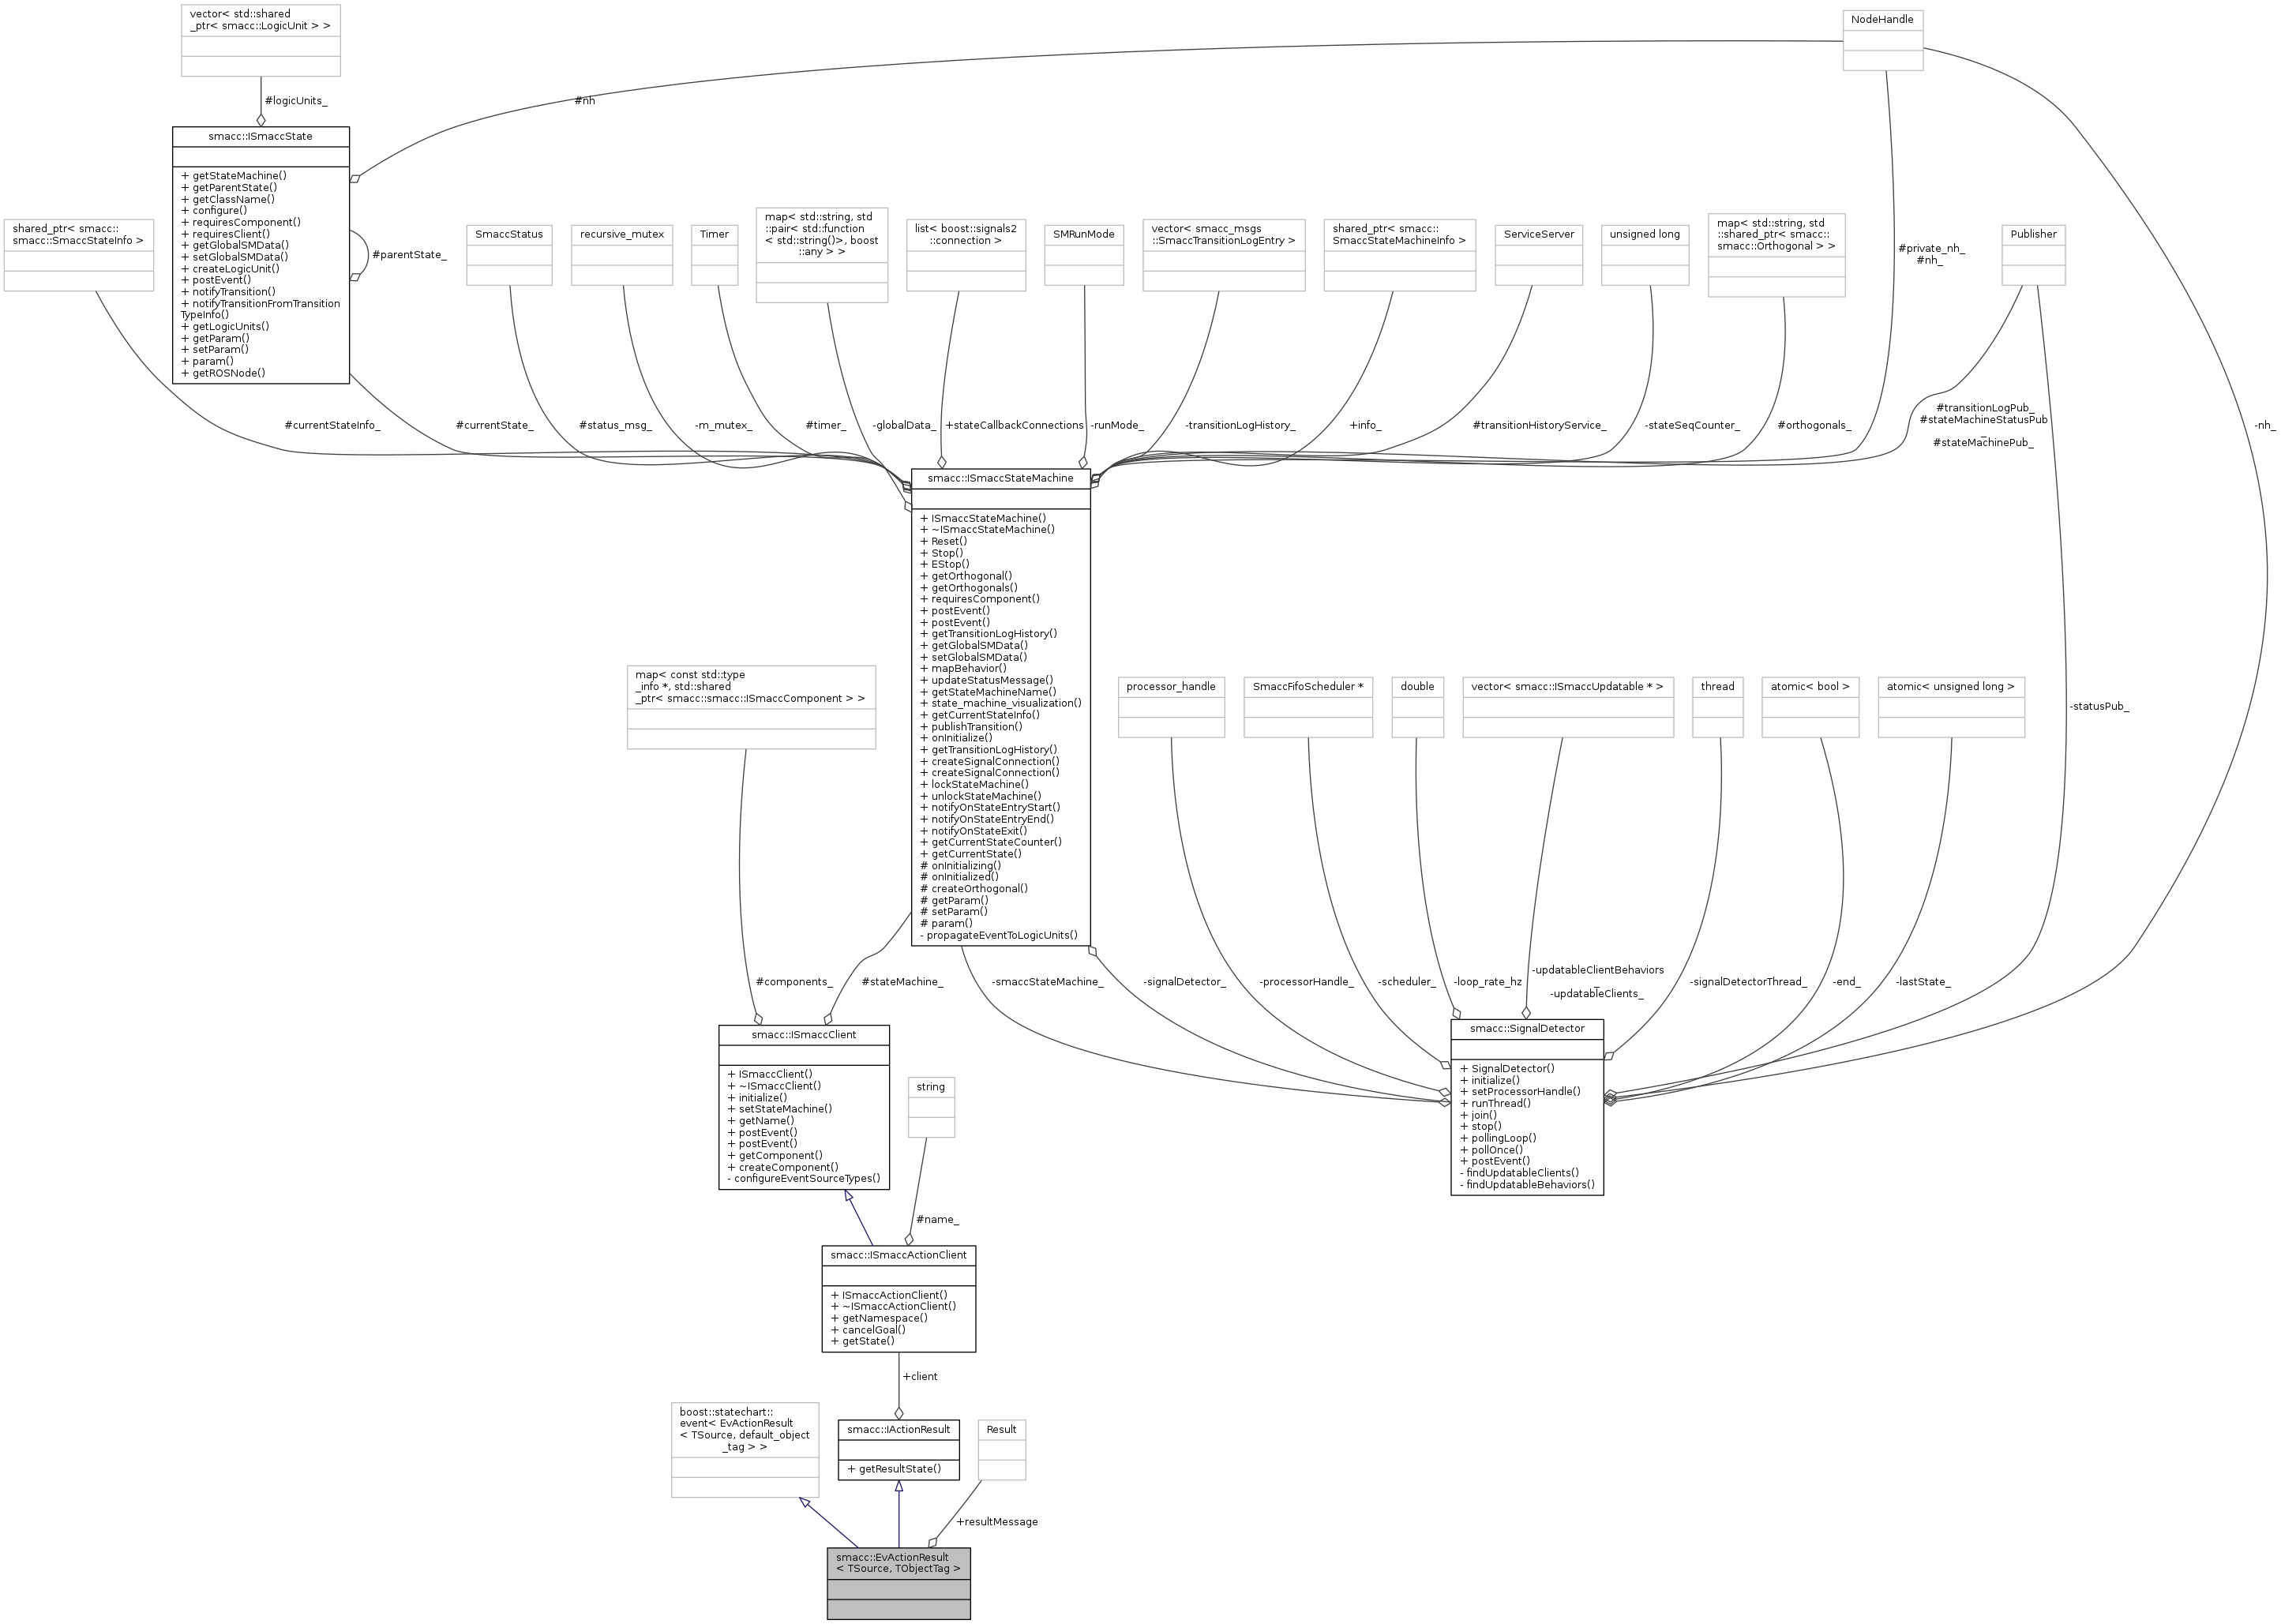 vector< std::shared
_ptr< smacc::LogicUnit > >
NodeHandle
#logicUnits_
#nh
smacc::ISmaccState
+ getStateMachine()
+ getParentState()
+ getClassName()
+ configure()
+ requiresComponent()
+ requiresClient()
+ getGlobalSMData()
+ setGlobalSMData()
+ createLogicUnit()
+ postEvent()
+ notifyTransition()
+ notifyTransitionFromTransition
TypeInfo()
+ getLogicUnits()
+ getParam()
+ setParam()
+ param()
+ getROSNode()
#parentState_
shared_ptr< smacc::
smacc::SmaccStateInfo >
SmaccStatus
recursive_mutex
Timer
map< std::string, std
::pair< std::function
< std::string()>, boost
::any > >
list< boost::signals2
::connection >
SMRunMode
vector< smacc_msgs
::SmaccTransitionLogEntry >
shared_ptr< smacc::
SmaccStateMachineInfo >
ServiceServer
unsigned long
map< std::string, std
::shared_ptr< smacc::
smacc::Orthogonal > >
#private_nh_
#nh_
Publisher
#currentStateInfo_
#currentState_
#status_msg_
-m_mutex_
#timer_
-globalData_
+stateCallbackConnections
-runMode_
-transitionLogHistory_
+info_
#transitionHistoryService_
-stateSeqCounter_
#orthogonals_
#transitionLogPub_
#stateMachineStatusPub
_
#stateMachinePub_
-nh_
smacc::ISmaccStateMachine
+ ISmaccStateMachine()
+ ~ISmaccStateMachine()
+ Reset()
+ Stop()
+ EStop()
+ getOrthogonal()
+ getOrthogonals()
+ requiresComponent()
+ postEvent()
+ postEvent()
+ getTransitionLogHistory()
+ getGlobalSMData()
+ setGlobalSMData()
+ mapBehavior()
+ updateStatusMessage()
+ getStateMachineName()
+ state_machine_visualization()
+ getCurrentStateInfo()
+ publishTransition()
+ onInitialize()
+ getTransitionLogHistory()
+ createSignalConnection()
+ createSignalConnection()
+ lockStateMachine()
+ unlockStateMachine()
+ notifyOnStateEntryStart()
+ notifyOnStateEntryEnd()
+ notifyOnStateExit()
+ getCurrentStateCounter()
+ getCurrentState()
# onInitializing()
# onInitialized()
# createOrthogonal()
# getParam()
# setParam()
# param()
- propagateEventToLogicUnits()
map< const std::type
_info *, std::shared
_ptr< smacc::smacc::ISmaccComponent > >
processor_handle
SmaccFifoScheduler *
double
vector< smacc::ISmaccUpdatable * >
thread
atomic< bool >
atomic< unsigned long >
-statusPub_
#components_
#stateMachine_
-smaccStateMachine_
-signalDetector_
-processorHandle_
-scheduler_
-loop_rate_hz
-updatableClientBehaviors
_
-updatableClients_
-signalDetectorThread_
-end_
-lastState_
smacc::ISmaccClient
+ ISmaccClient()
+ ~ISmaccClient()
+ initialize()
+ setStateMachine()
+ getName()
+ postEvent()
+ postEvent()
+ getComponent()
+ createComponent()
- configureEventSourceTypes()
smacc::SignalDetector
+ SignalDetector()
+ initialize()
+ setProcessorHandle()
+ runThread()
+ join()
+ stop()
+ pollingLoop()
+ pollOnce()
+ postEvent()
- findUpdatableClients()
- findUpdatableBehaviors()
string
#name_
smacc::ISmaccActionClient
+ ISmaccActionClient()
+ ~ISmaccActionClient()
+ getNamespace()
+ cancelGoal()
+ getState()
+client
boost::statechart::
event< EvActionResult
< TSource, default_object
_tag > >
smacc::IActionResult
+ getResultState()
Result
+resultMessage
smacc::EvActionResult
< TSource, TObjectTag >